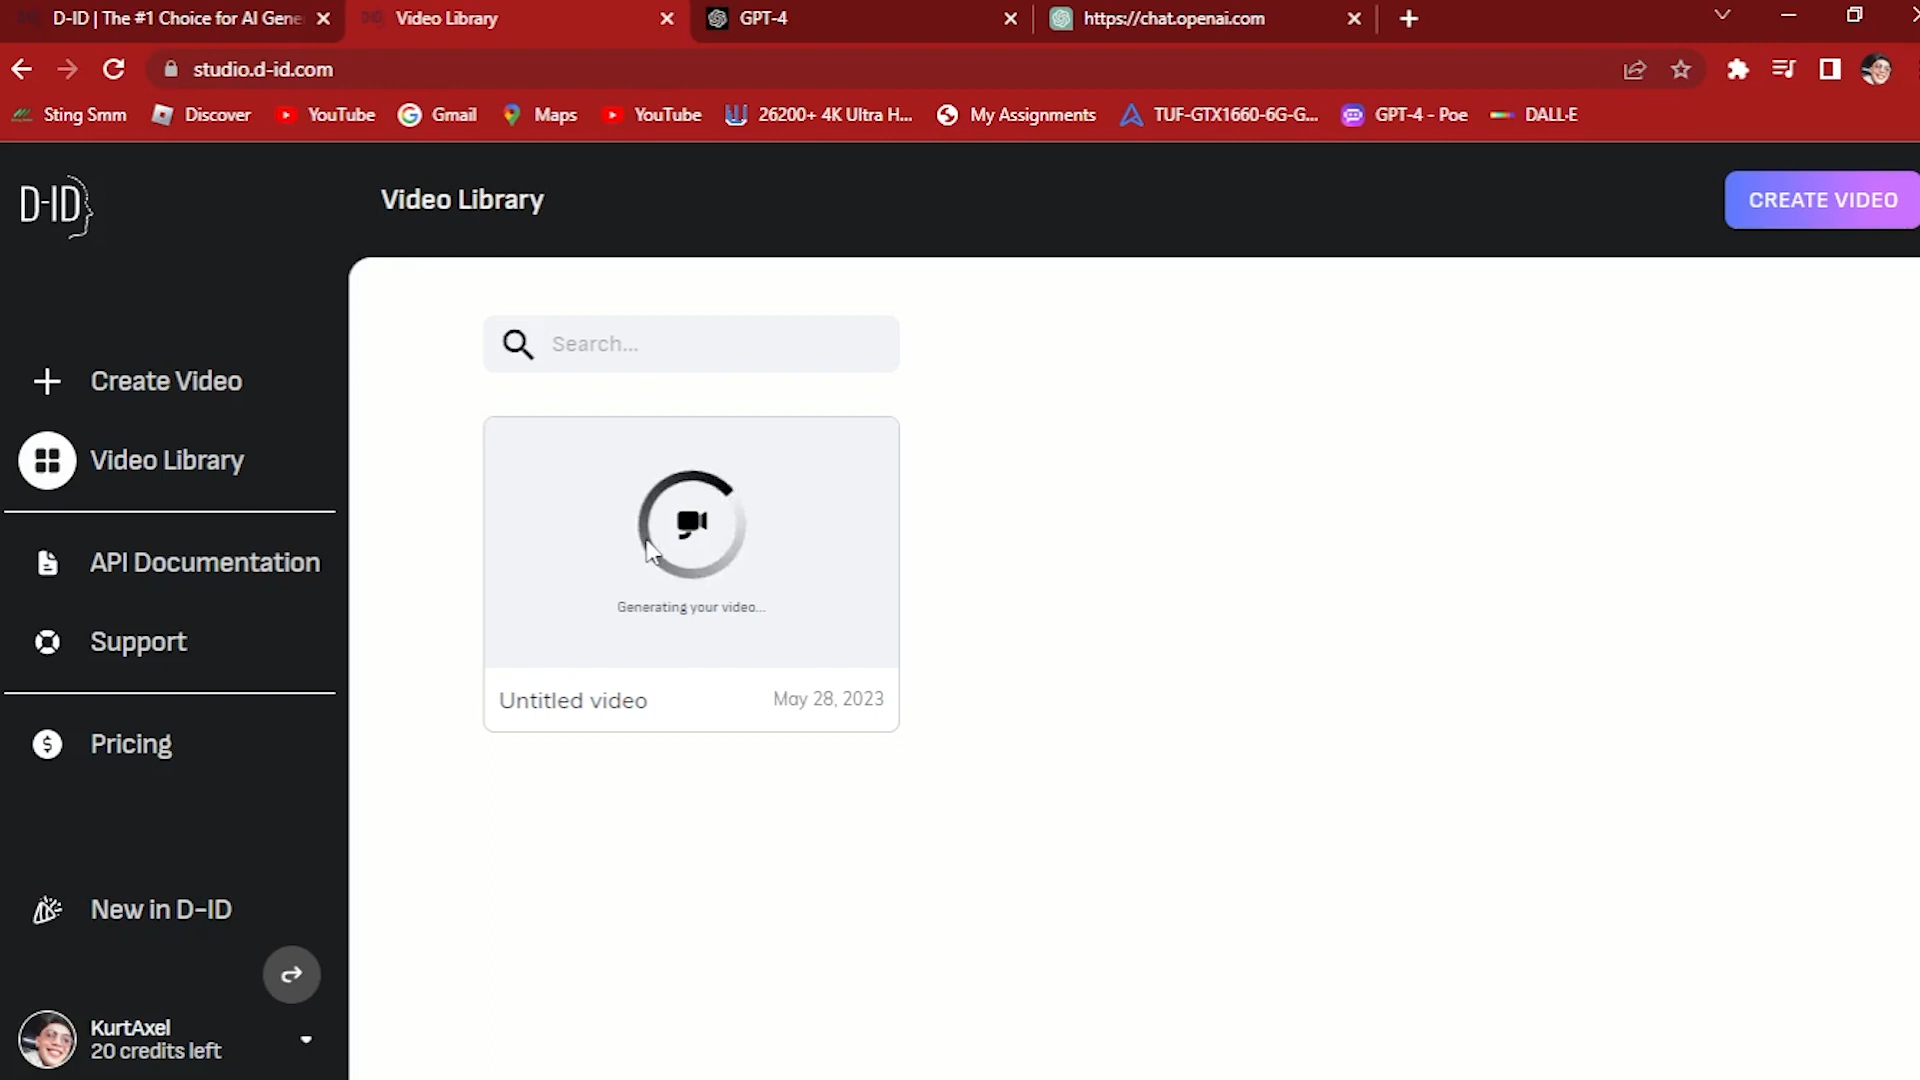 D-ID | The #1 Choice for AI Gene
Video Library
GPT-4
https://chat.openai.com
studio.d-id.com
Sting Smm
Discover
YouTube
Gmail
Maps
YouTube
26200+ 4K Ultra H...
My Assignments
TUF-GTX1660-6G-G...
GPT-4 - Poe
DALL·E
D-ID
Video Library
CREATE VIDEO
Create Video
Video Library
API Documentation
Support
Pricing
New in D-ID
KurtAxel
20 credits left
Search...
Generating your video...
Untitled video
May 28, 2023